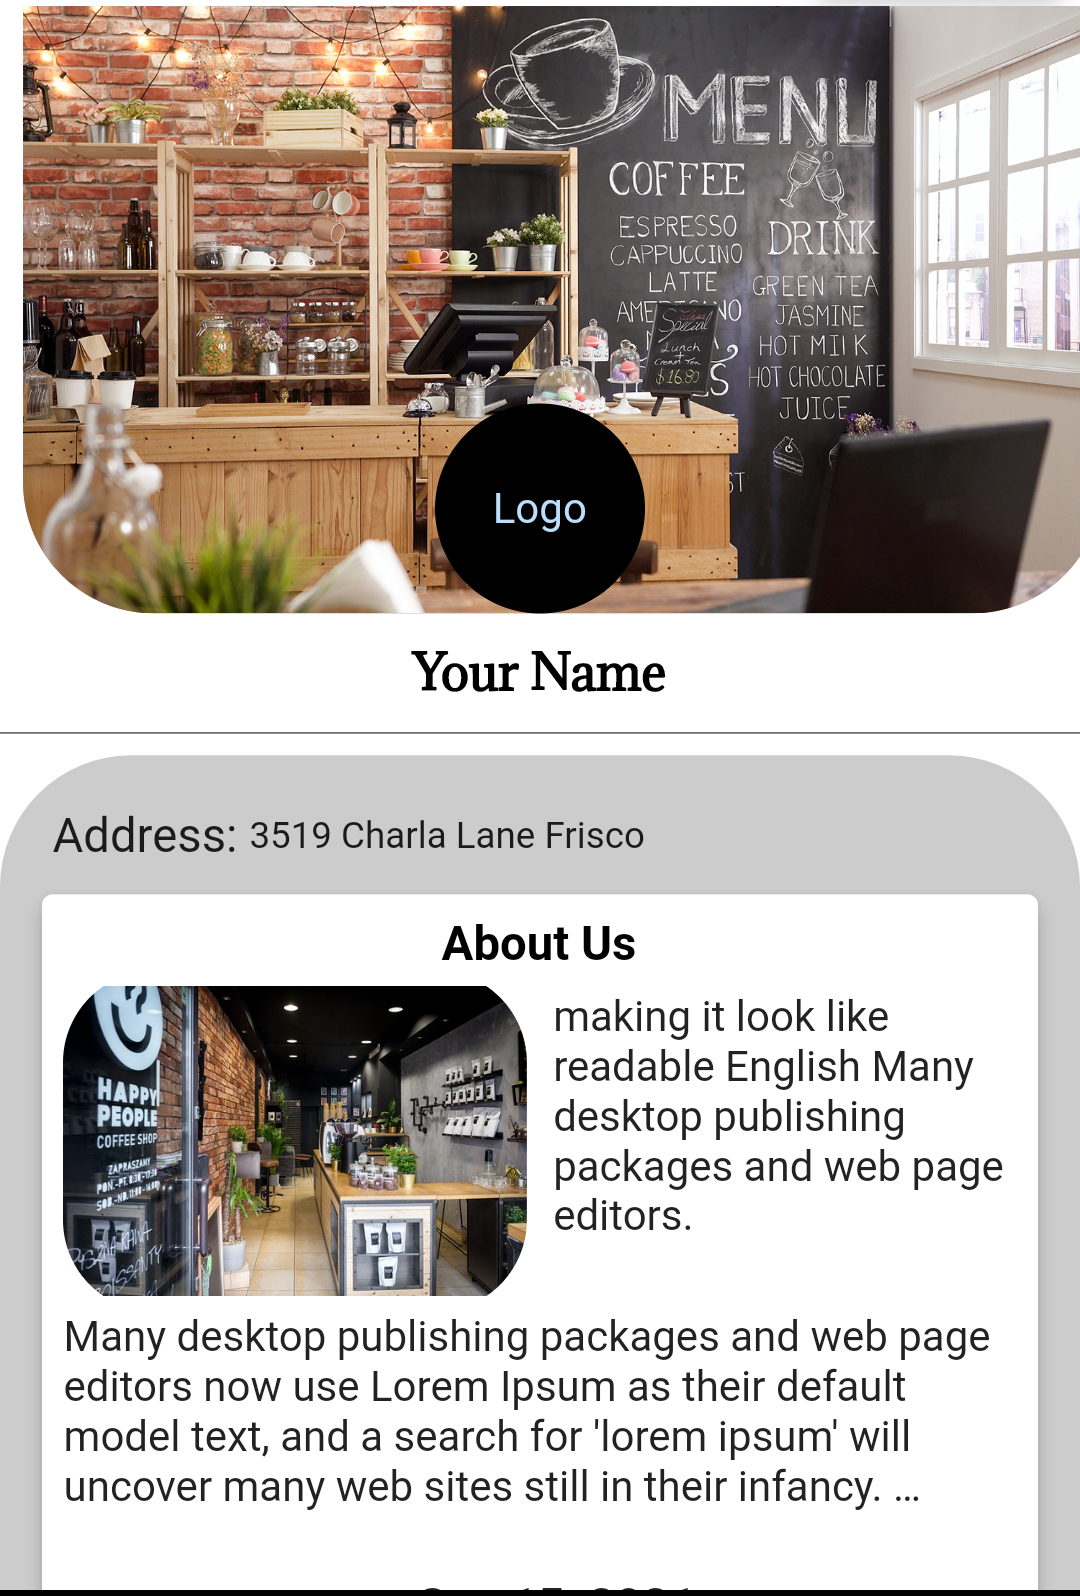 MENU
COFFEE
ESPRESSO
CAPPUCCINO
LATTE
DRINK
GREEN TEA
JASMINE
HOT MILK
HOT CHOCOLATE
JUICE
Special
Lunch
+
Cream Tea
$16.80
Logo
Your Name
Address: 3519 Charla Lane Frisco
About Us
HAPPY
PEOPLE
COFFEE SHOP
ZAPRASZAMY
making it look like
readable English Many
desktop publishing
packages and web page
editors.
Many desktop publishing packages and web page
editors now use Lorem Ipsum as their default
model text, and a search for 'lorem ipsum' will
uncover many web sites still in their infancy. ...